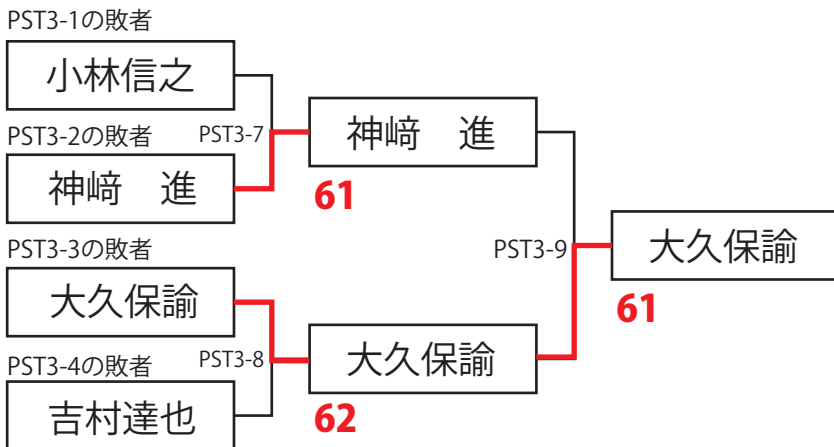 PST3-1の敗者
小林信之
PST3-2の敗者
PST3-7
神﨑　進
神﨑　進
61
PST3-3の敗者
大久保諭
PST3-9
大久保諭
61
PST3-4の敗者
PST3-8
大久保諭
62
吉村達也